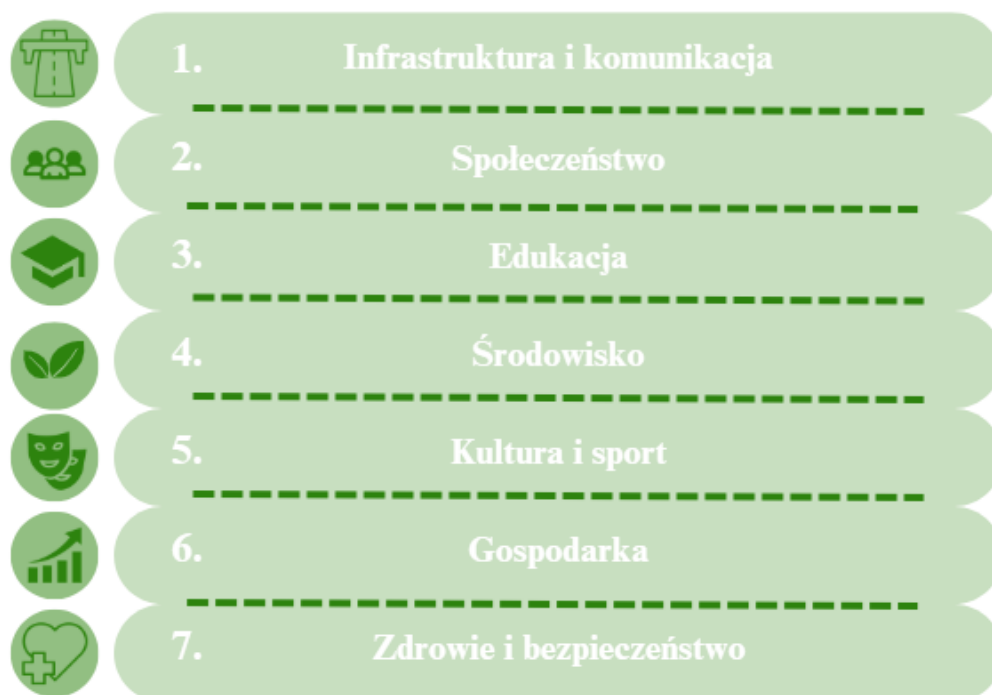 1. Infrastruktura i komunikacja
2. Społeczeństwo
3. Edukacja
4. Środowisko
5. Kultura i sport
6. Gospodarka
7. Zdrowie i bezpieczeństwo